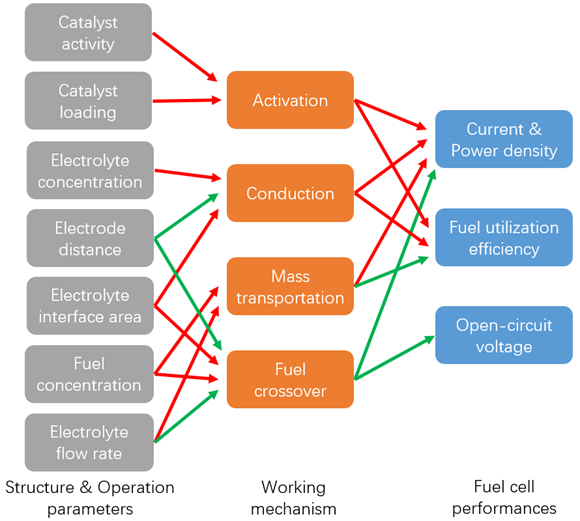 Catalyst
activity
Catalyst
loading
Electrolyte
concentration
Electrode
distance
Electrolyte
interface area
Fuel
concentration
Electrolyte
flow rate
Structure & Operation
parameters
Activation
Conduction
Mass
transportation
Fuel
crossover
Working
mechanism
Current &
Power density
Fuel utilization
efficiency
Open-circuit
voltage
Fuel cell
performances